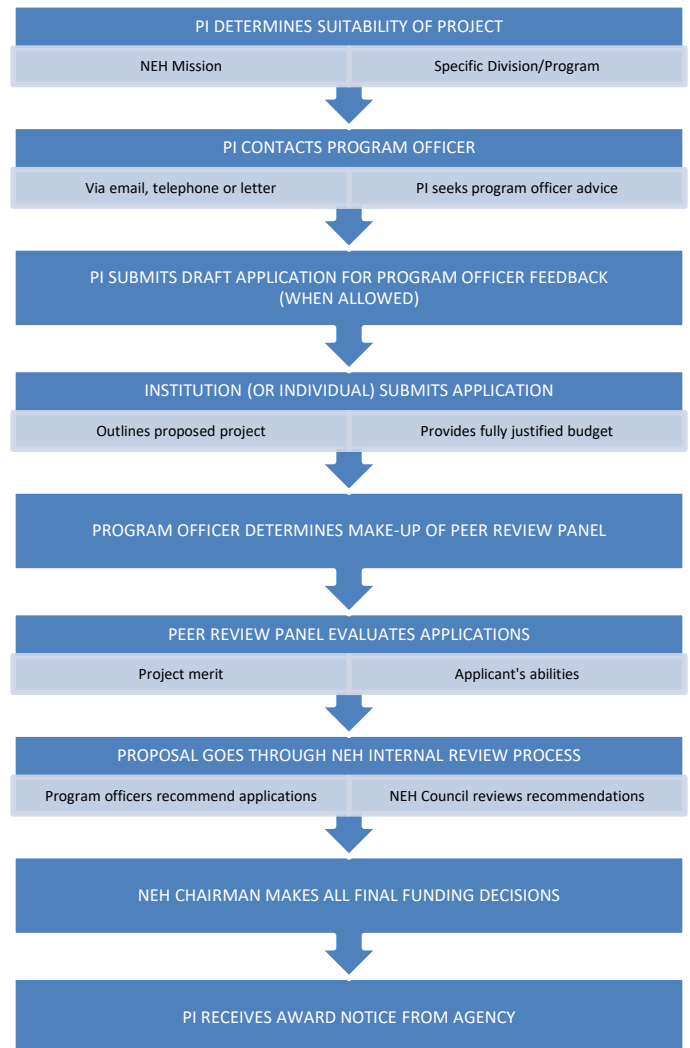 PI DETERMINES SUITABILITY OF PROJECT
NEH Mission
Specific Division/Program
PI CONTACTS PROGRAM OFFICER
Via email, telephone or letter
PI seeks program officer advice
PI SUBMITS DRAFT APPLICATION FOR PROGRAM OFFICER FEEDBACK
(WHEN ALLOWED)
INSTITUTION (OR INDIVIDUAL) SUBMITS APPLICATION
Outlines proposed project
Provides fully justified budget
PROGRAM OFFICER DETERMINES MAKE-UP OF PEER REVIEW PANEL
PEER REVIEW PANEL EVALUATES APPLICATIONS
Project merit
Applicant's abilities
PROPOSAL GOES THROUGH NEH INTERNAL REVIEW PROCESS
Program officers recommend applications
NEH Council reviews recommendations
NEH CHAIRMAN MAKES ALL FINAL FUNDING DECISIONS
PI RECEIVES AWARD NOTICE FROM AGENCY